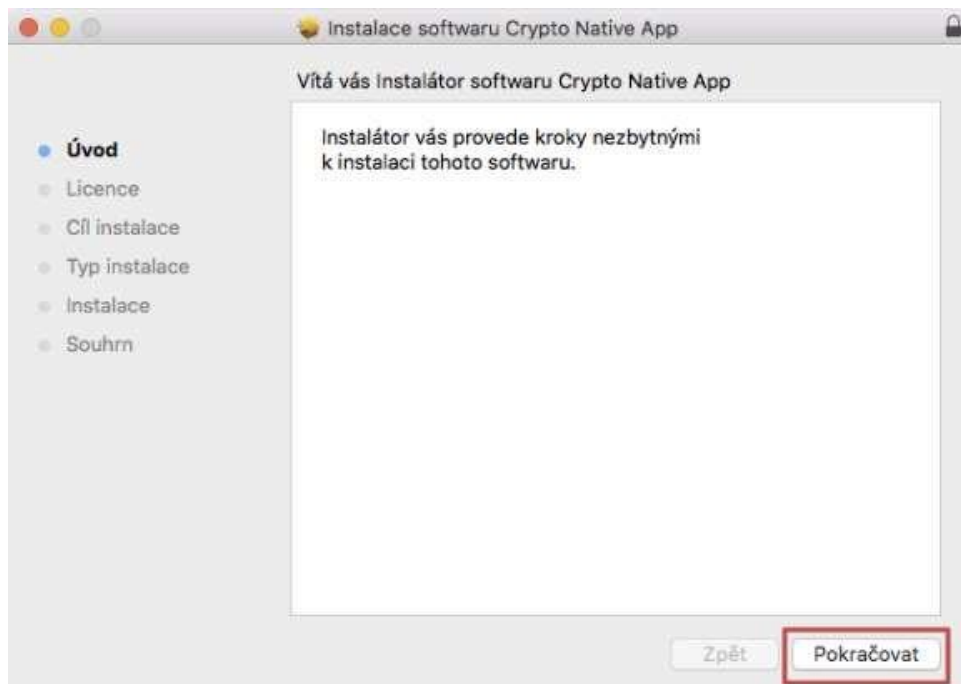 Instalace softwaru Crypto Native App
Vítá vás Instalátor softwaru Crypto Native App
Úvod
Licence
Cíl instalace
Typ instalace
Instalace
Souhrn
Instalátor vás provede kroky nezbytnými
k instalaci tohoto softwaru.
Zpět
Pokračovat